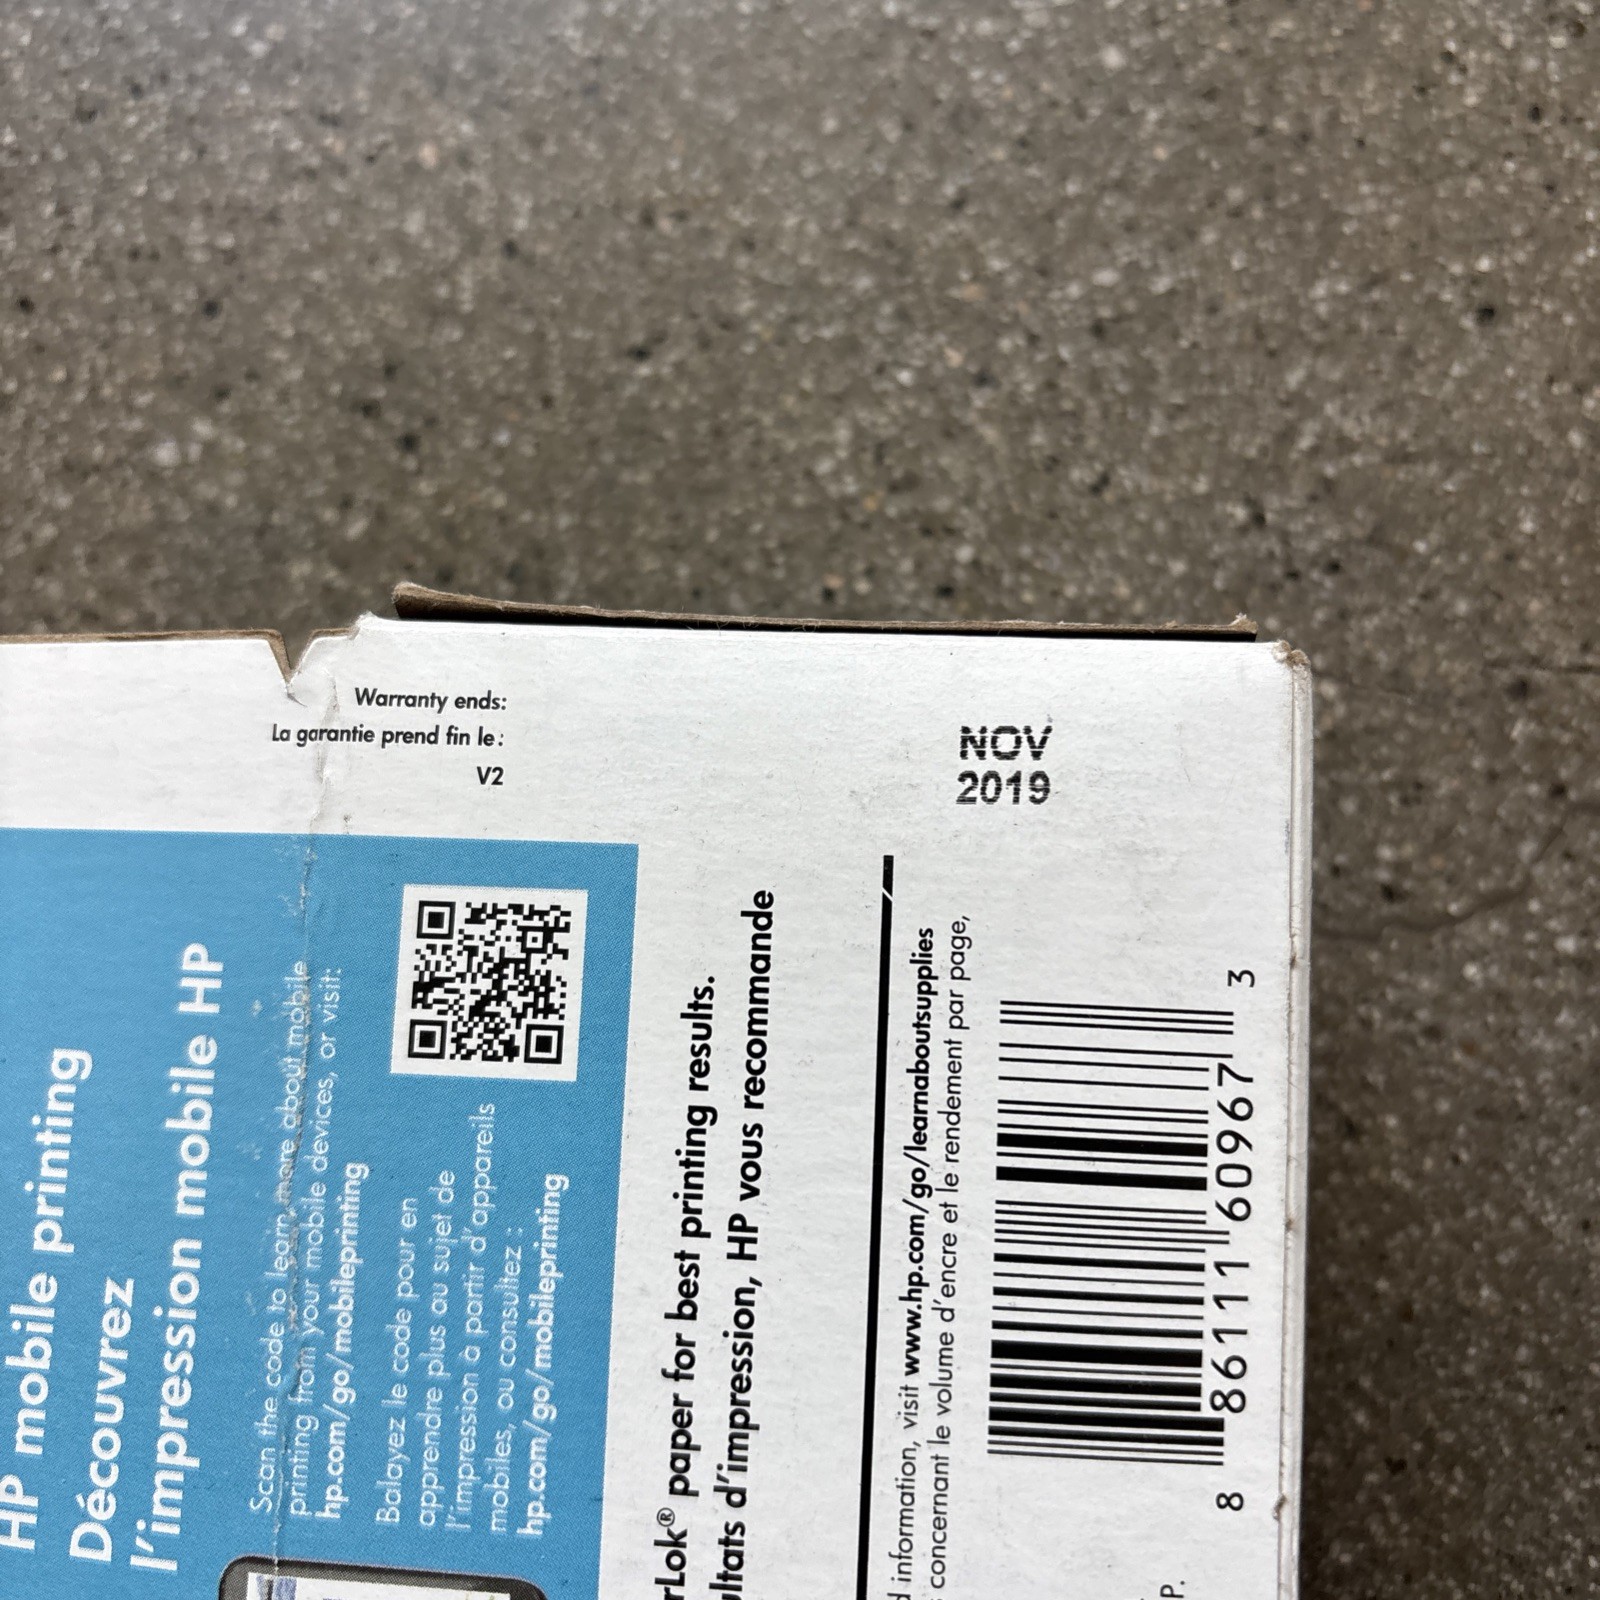 Warranty ends:
La garantie prend fin le:
V2
NOV
2019
HP mobile printing
Découvrez
l'impression mobile HP
Scan the code to learn more about mobile
printing from your mobile devices, or visit:
hp.com/go/mobileprinting
Balayez le code pour en
apprendre plus au sujet de
l'impression à partir d'appareils
mobiles, ou consultez :
hp.com/go/mobileprinting
rLok® paper for best printing results.
ultats d'impression, HP vous recommande
d information, visit www.hp.com/go/learnaboutsupplies
concernant le volume d'encre et le rendement par page,
8 86111 60967 3
P.